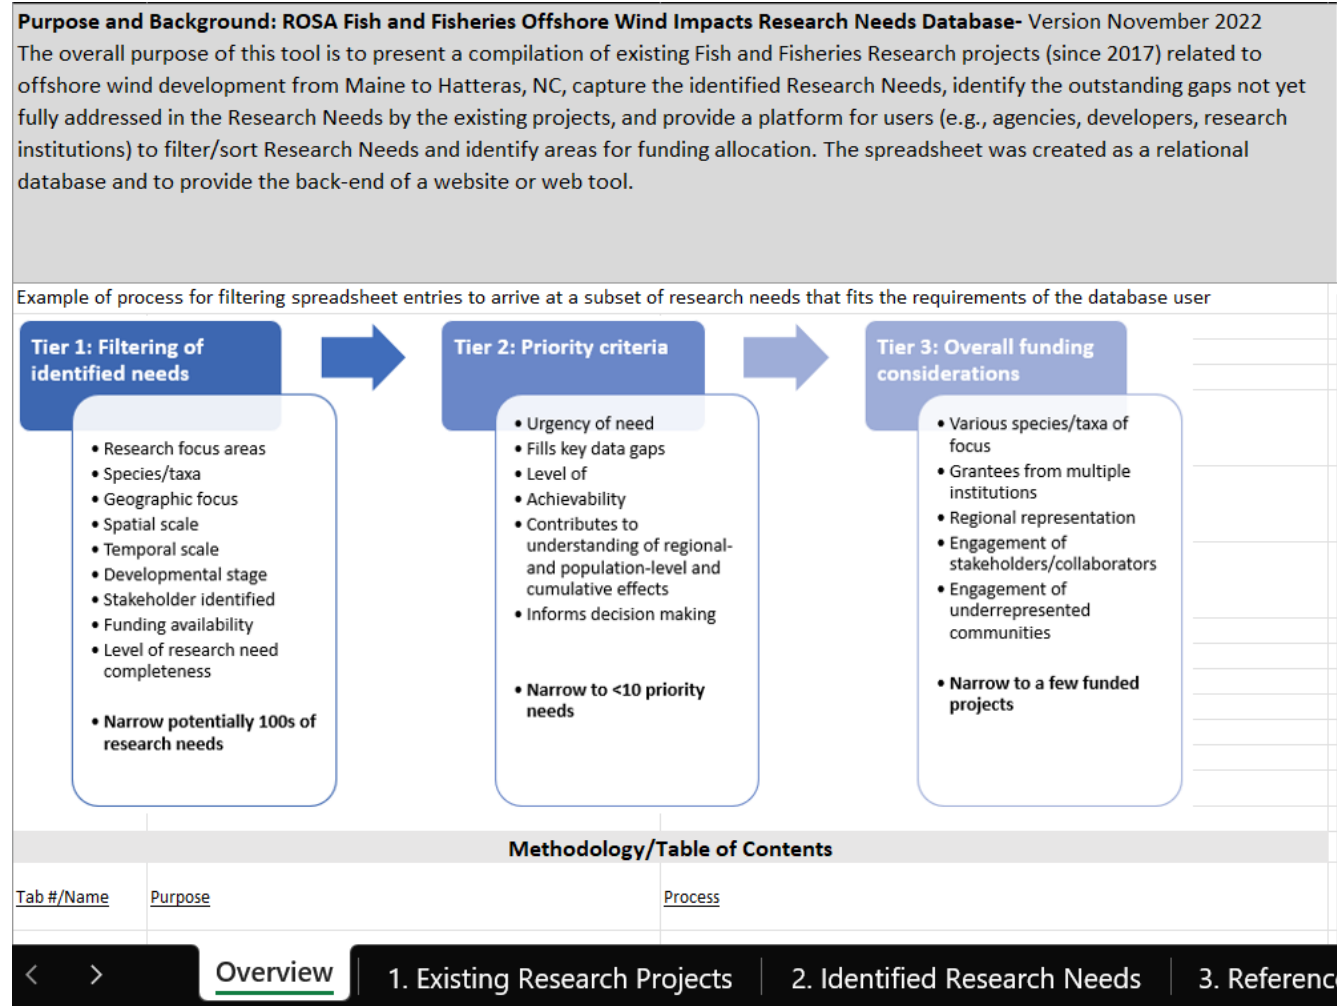 Purpose and Background: ROSA Fish and Fisheries Offshore Wind Impacts Research Needs Database- Version November 2022
The overall purpose of this tool is to present a compilation of existing Fish and Fisheries Research projects (since 2017) related to
offshore wind development from Maine to Hatteras, NC, capture the identified Research Needs, identify the outstanding gaps not yet
fully addressed in the Research Needs by the existing projects, and provide a platform for users (e.g., agencies, developers, research
institutions) to filter/sort Research Needs and identify areas for funding allocation. The spreadsheet was created as a relational
database and to provide the back-end of a website or web tool.
Example of process for filtering spreadsheet entries to arrive at a subset of research needs that fits the requirements of the database user
Tier 1: Filtering of
identified needs
• Research focus areas
• Species/taxa
• Geographic focus
• Spatial scale
• Temporal scale
• Developmental stage
• Stakeholder identified
• Funding availability
• Level of research need
completeness
• Narrow potentially 100s of
research needs
Tier 2: Priority criteria
• Urgency of need
• Fills key data gaps
• Level of
• Achievability
• Contributes to
understanding of regional-
and population-level and
cumulative effects
• Informs decision making
• Narrow to <10 priority
needs
Tier 3: Overall funding
considerations
• Various species/taxa of
focus
• Grantees from multiple
institutions
• Regional representation
• Engagement of
stakeholders/collaborators
• Engagement of
underrepresented
communities
• Narrow to a few funded
projects
Methodology/Table of Contents
Tab #/Name Purpose Process
Overview 1. Existing Research Projects 2. Identified Research Needs 3. Referenc